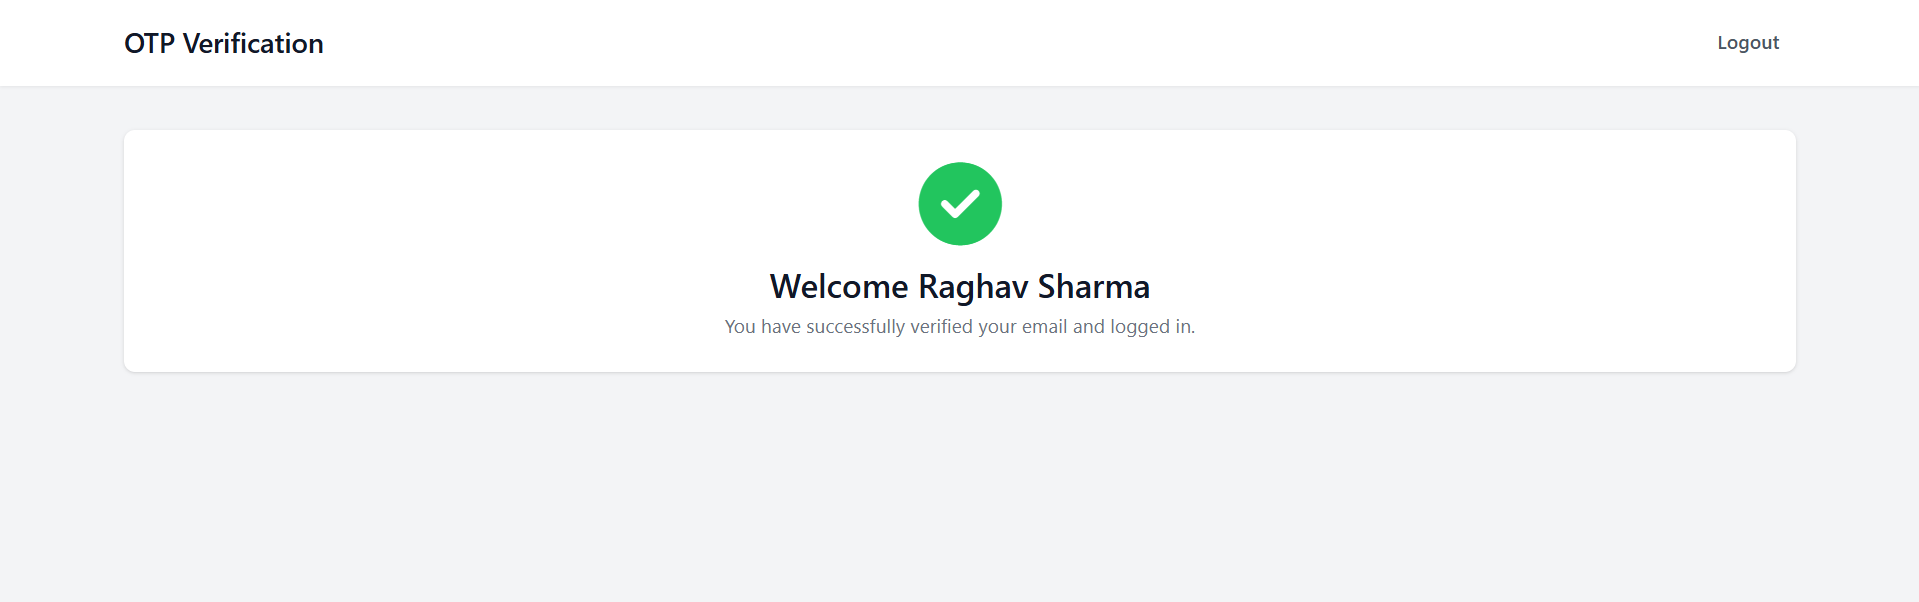 OTP Verification
Logout
Welcome Raghav Sharma
You have successfully verified your email and logged in.